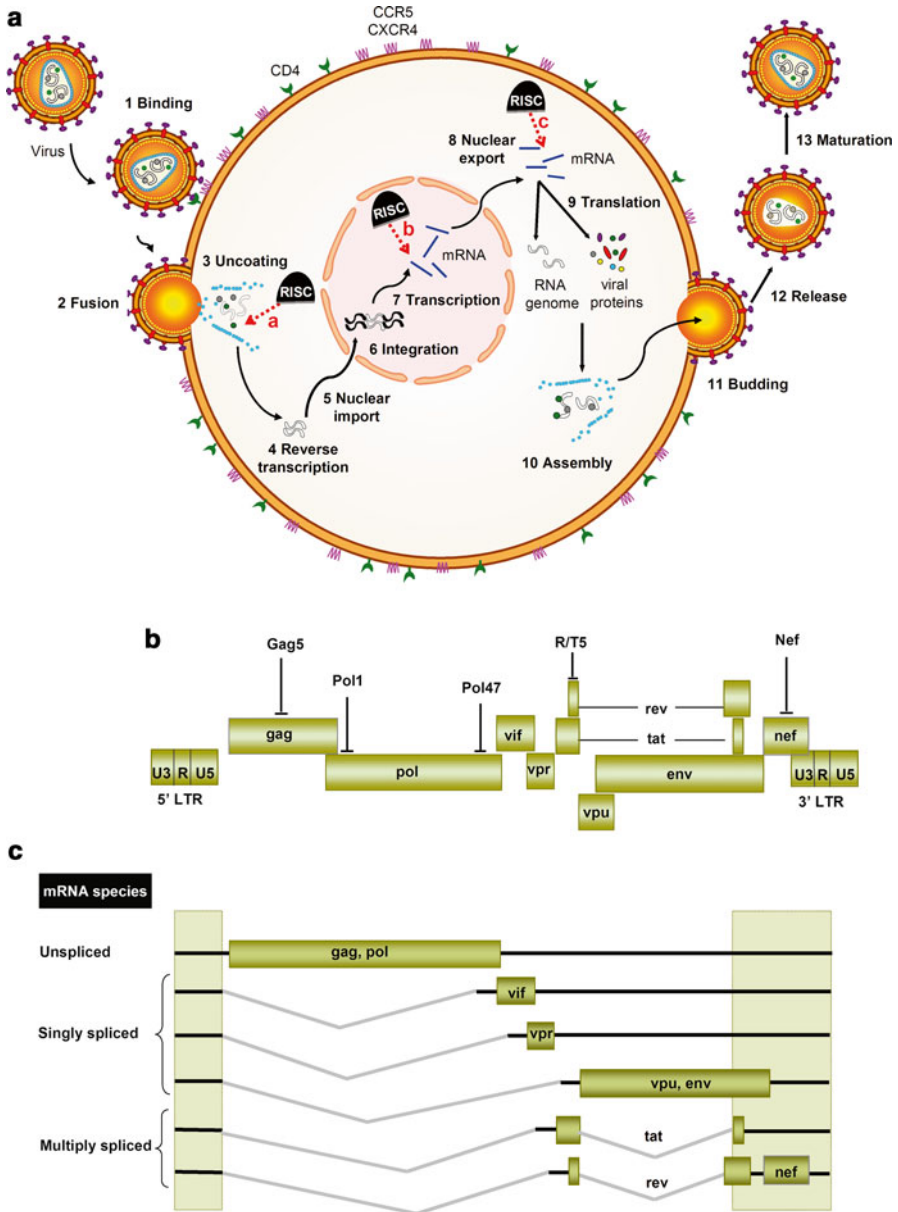 a
CCR5
CXCR4
CD4
1 Binding
Virus
2 Fusion
3 Uncoating
RISC
a
4 Reverse
transcription
5 Nuclear
import
6 Integration
7 Transcription
RISC
b
mRNA
RISC
c
8 Nuclear
export
mRNA
9 Translation
RNA
genome
viral
proteins
10 Assembly
11 Budding
12 Release
13 Maturation
b
Gag5
Pol1
Pol47
R/T5
Nef
gag
pol
vif
vpr
vpu
rev
tat
env
nef
U3 R U5
5' LTR
U3 R U5
3' LTR
c
mRNA species
Unspliced
gag, pol
Singly spliced
vif
vpr
vpu, env
Multiply spliced
tat
rev
nef